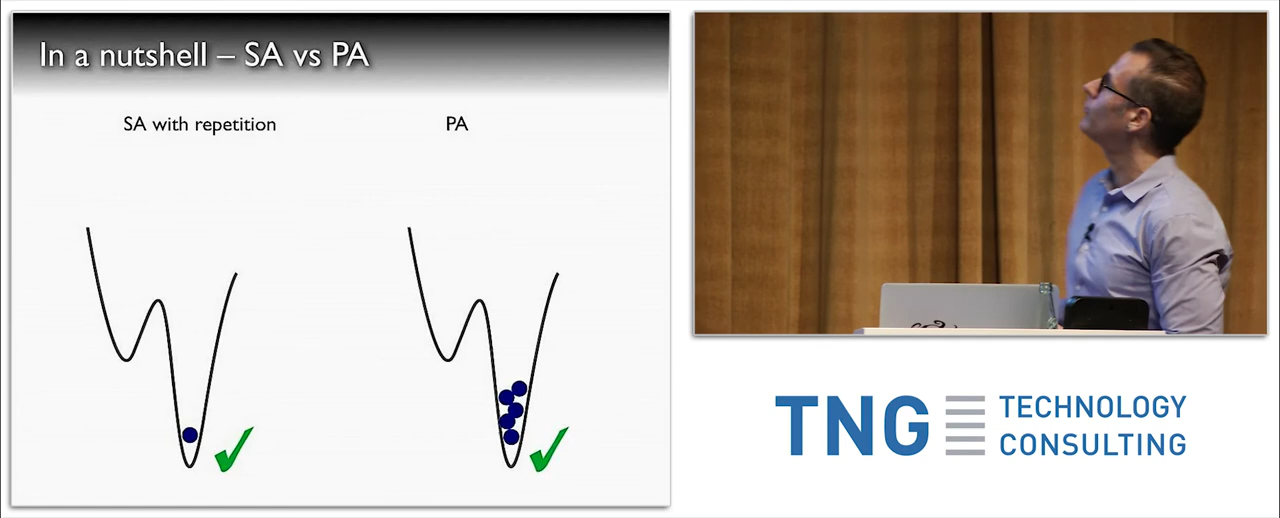 In a nutshell – SA vs PA
SA with repetition
PA
TNG
TECHNOLOGY
CONSULTING